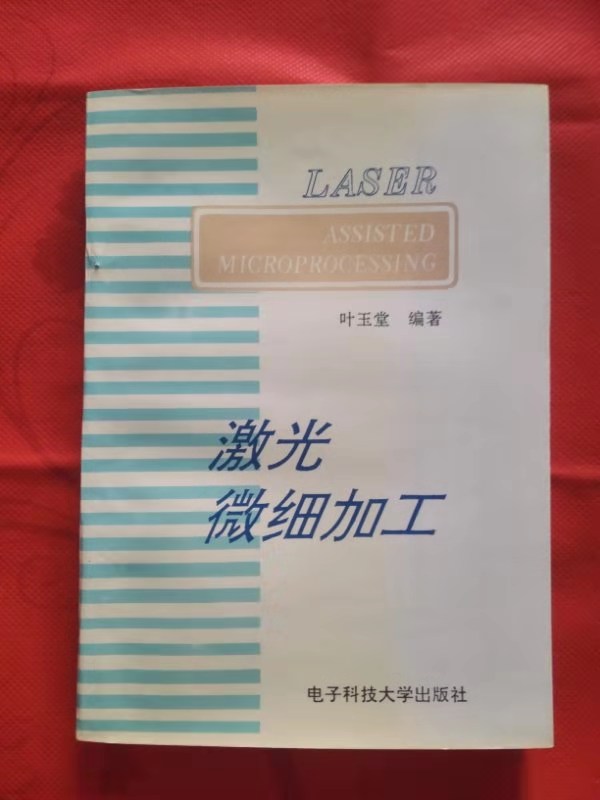 LASER
ASSISTED
MICROPROCESSING
叶玉堂 编著
激光
微细加工
电子科技大学出版社